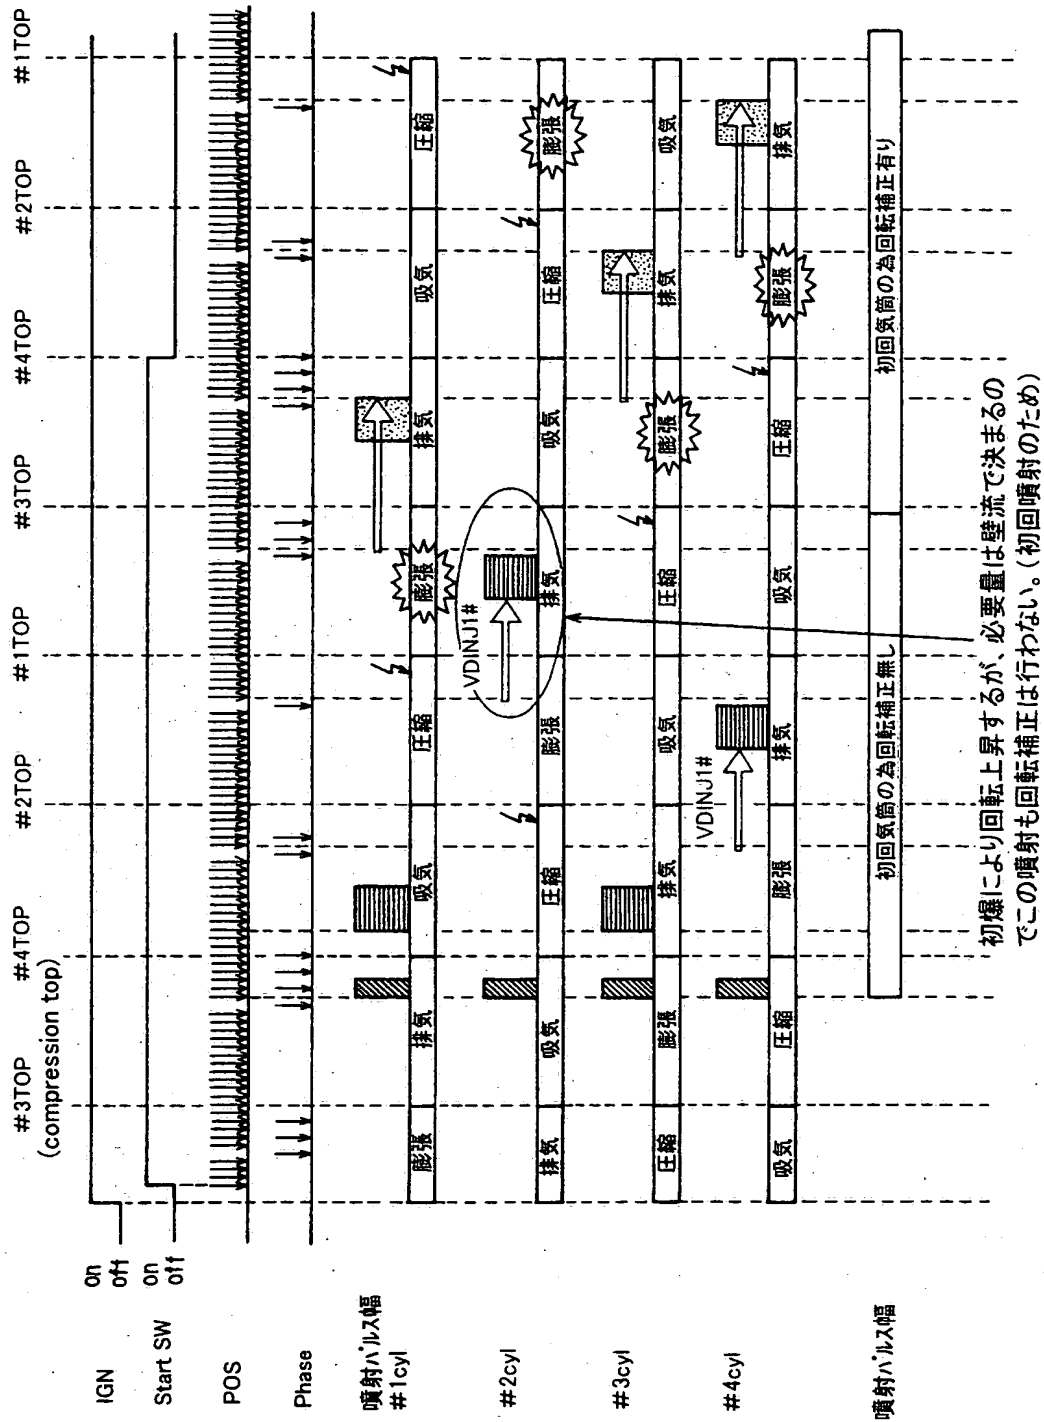 #3TOP #4TOP #2TOP #1TOP #3TOP #4TOP #2TOP #1TOP
(compression top)
IGN
on
off
Start SW
on
off
POS
Phase
噴射パルス幅
#1cyl
膨張 排気 吸気 圧縮 膨張 排気 吸気 圧縮
VDINJ1#
#2cyl
排気 吸気 圧縮 膨張 排気 吸気 圧縮 膨張
#3cyl
圧縮 膨張 排気 吸気 圧縮 膨張 排気 吸気
VDINJ1#
#4cyl
吸気 圧縮 膨張 排気 吸気 圧縮 膨張 排気
噴射パルス幅
初回気筒の為回転補正無し 初回気筒の為回転補正有り
初爆により回転上昇するが、必要量は壁流で決まるの
でこの噴射も回転補正は行わない。(初回噴射のため)